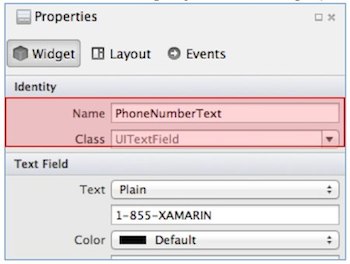 Properties
Widget Layout Events
Identity
Name PhoneNumberText
Class UITextField
Text Field
Text Plain
1-855-XAMARIN
Color Default